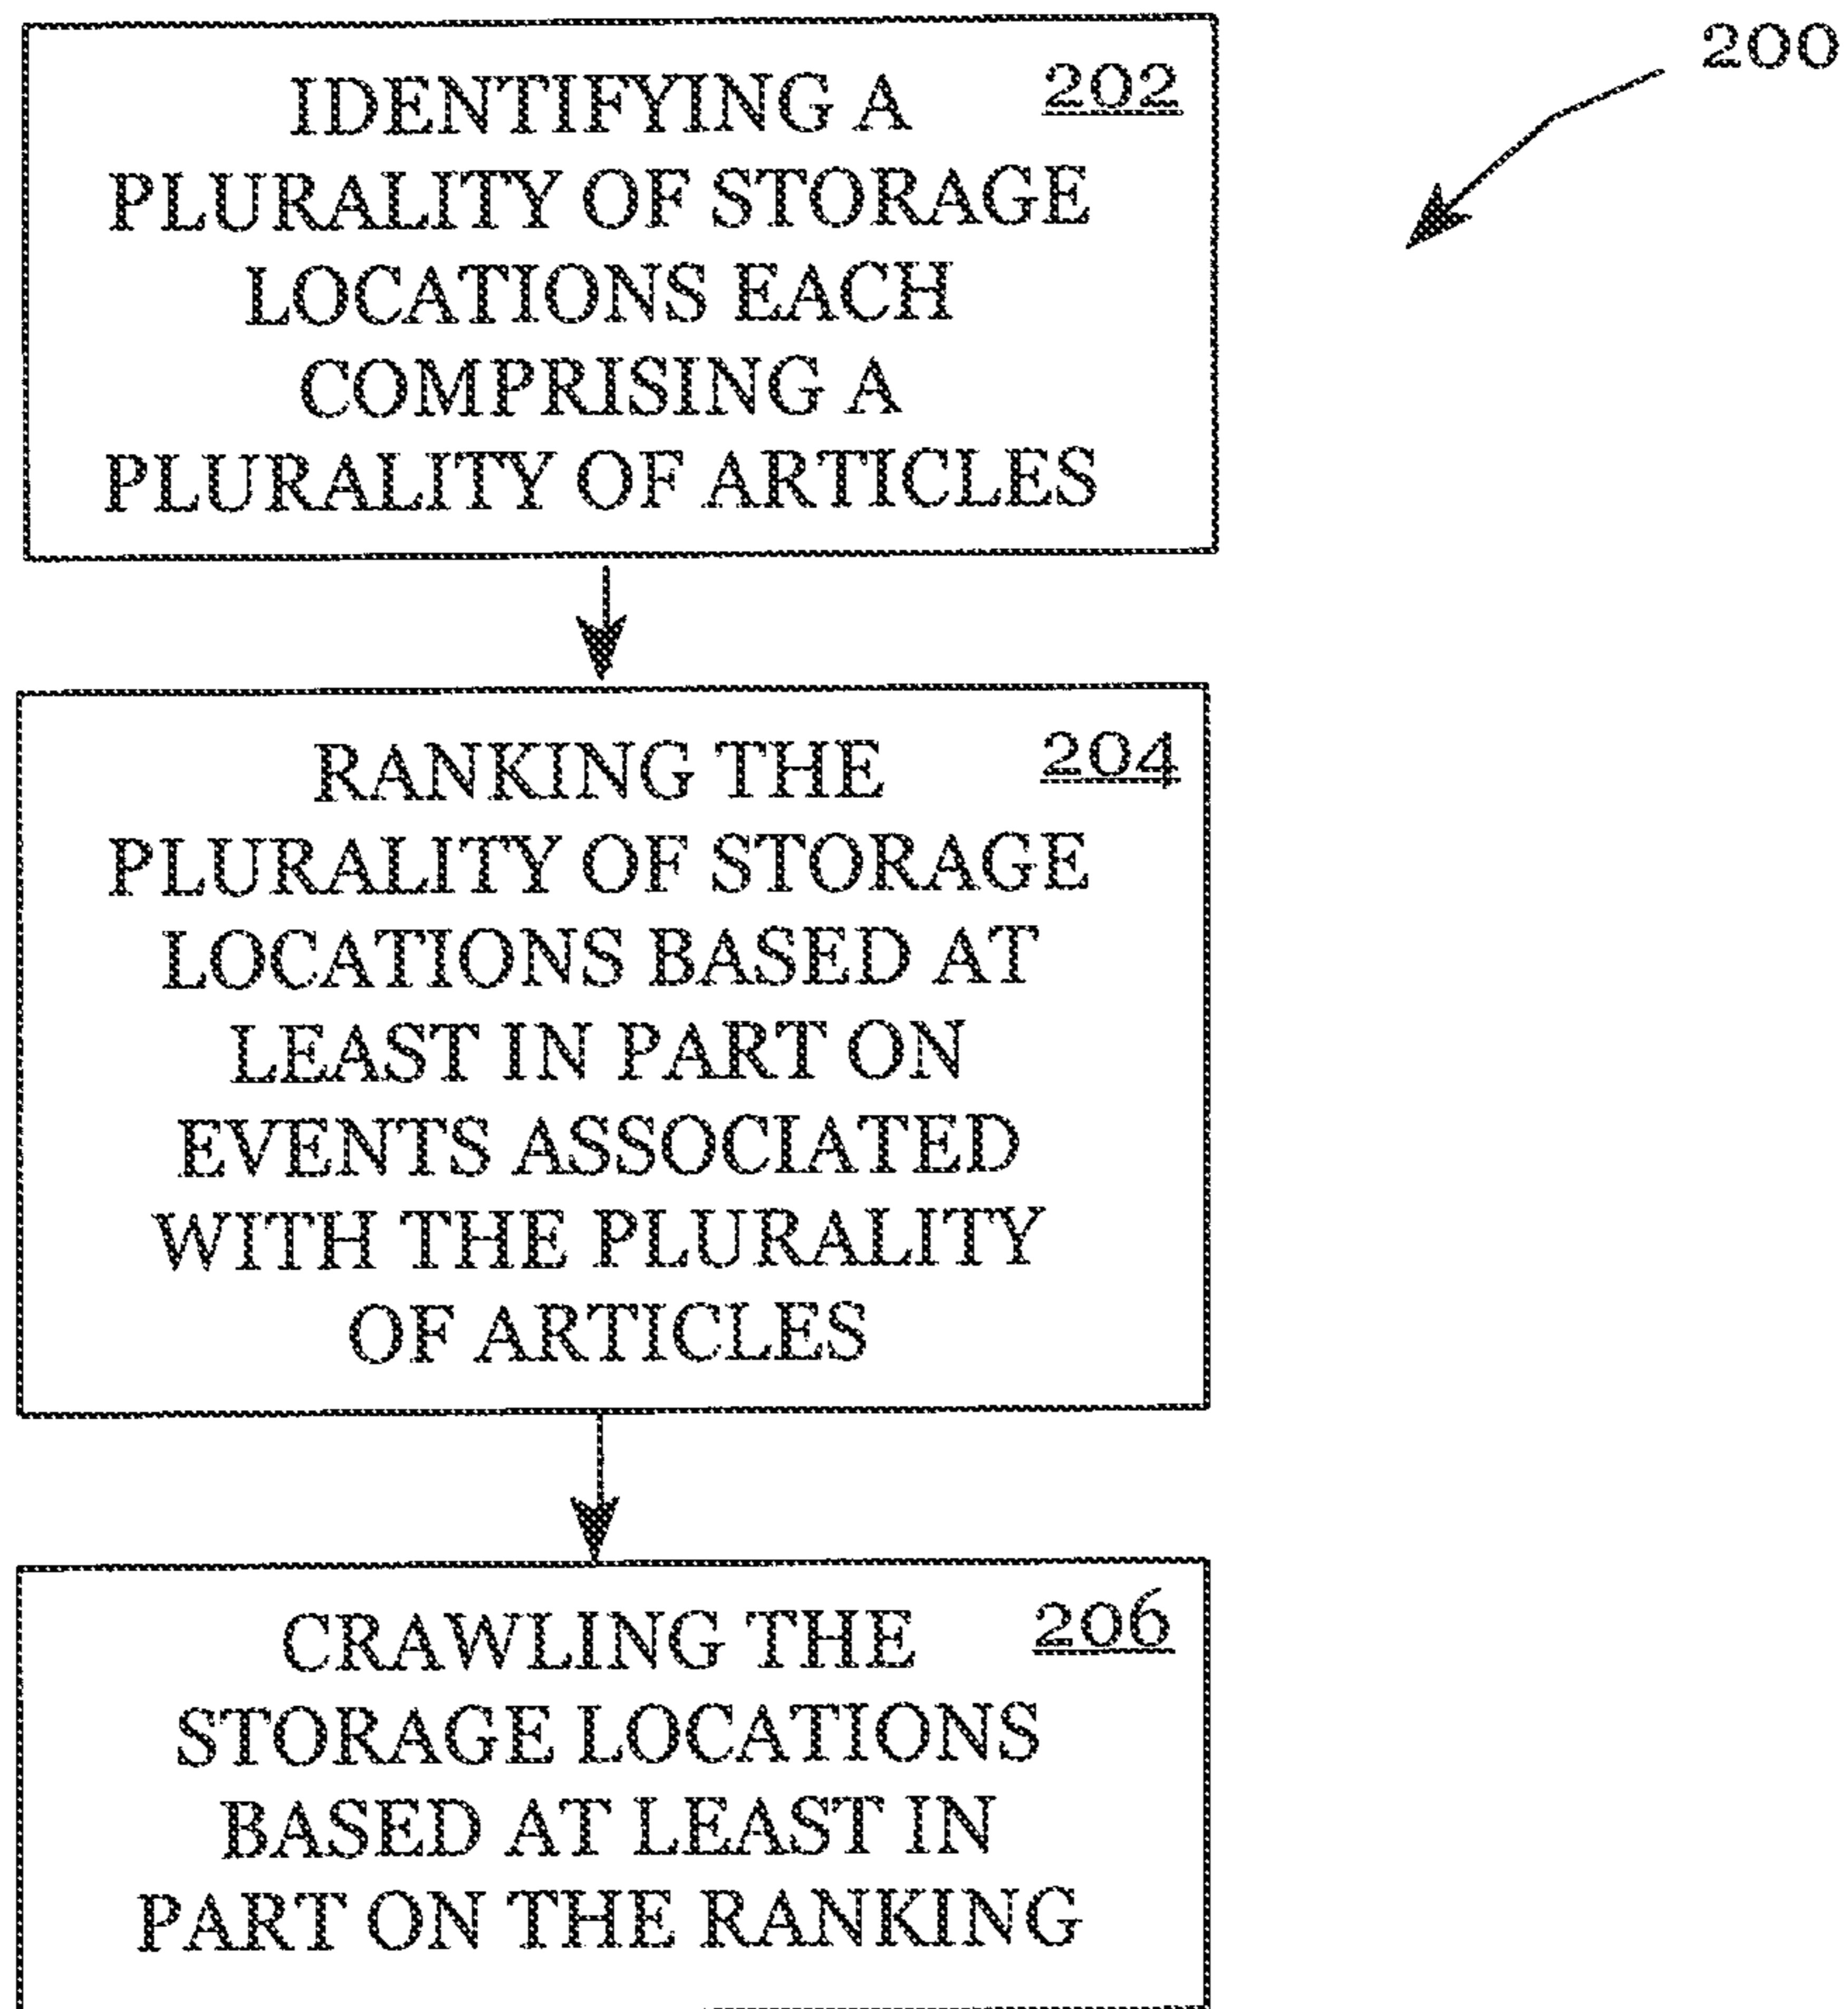 200
202
IDENTIFYING A
PLURALITY OF STORAGE
LOCATIONS EACH
COMPRISING A
PLURALITY OF ARTICLES
204
RANKING THE
PLURALITY OF STORAGE
LOCATIONS BASED AT
LEAST IN PART ON
EVENTS ASSOCIATED
WITH THE PLURALITY
OF ARTICLES
206
CRAWLING THE
STORAGE LOCATIONS
BASED AT LEAST IN
PART ON THE RANKING